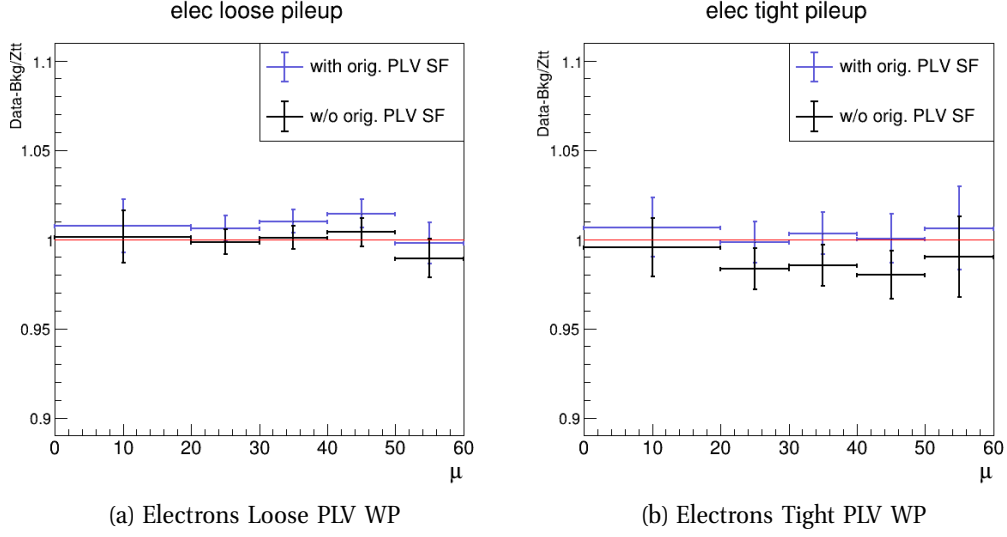 elec loose pileup
Data-Bkg/Ztt
1.1
1.05
1
0.95
0.9
with orig. PLV SF
w/o orig. PLV SF
0 10 20 30 40 50 60
μ
(a) Electrons Loose PLV WP
elec tight pileup
Data-Bkg/Ztt
1.1
1.05
1
0.95
0.9
with orig. PLV SF
w/o orig. PLV SF
0 10 20 30 40 50 60
μ
(b) Electrons Tight PLV WP